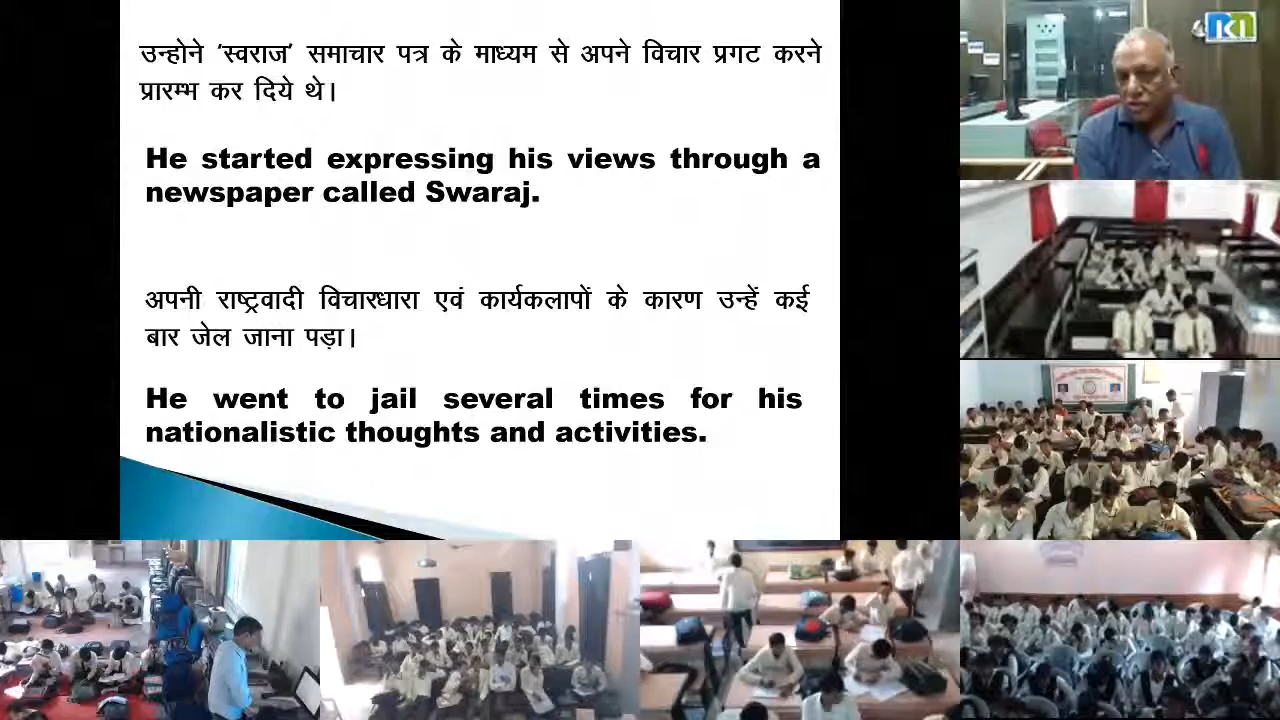 उन्होने 'स्वराज' समाचार पत्र के माध्यम से अपने विचार प्रगट करने
प्रारम्भ कर दिये थे।
He started expressing his views through a
newspaper called Swaraj.
अपनी राष्ट्रवादी विचारधारा एवं कार्यकलापों के कारण उन्हें कई
बार जेल जाना पड़ा।
He went to jail several times for his
nationalistic thoughts and activities.